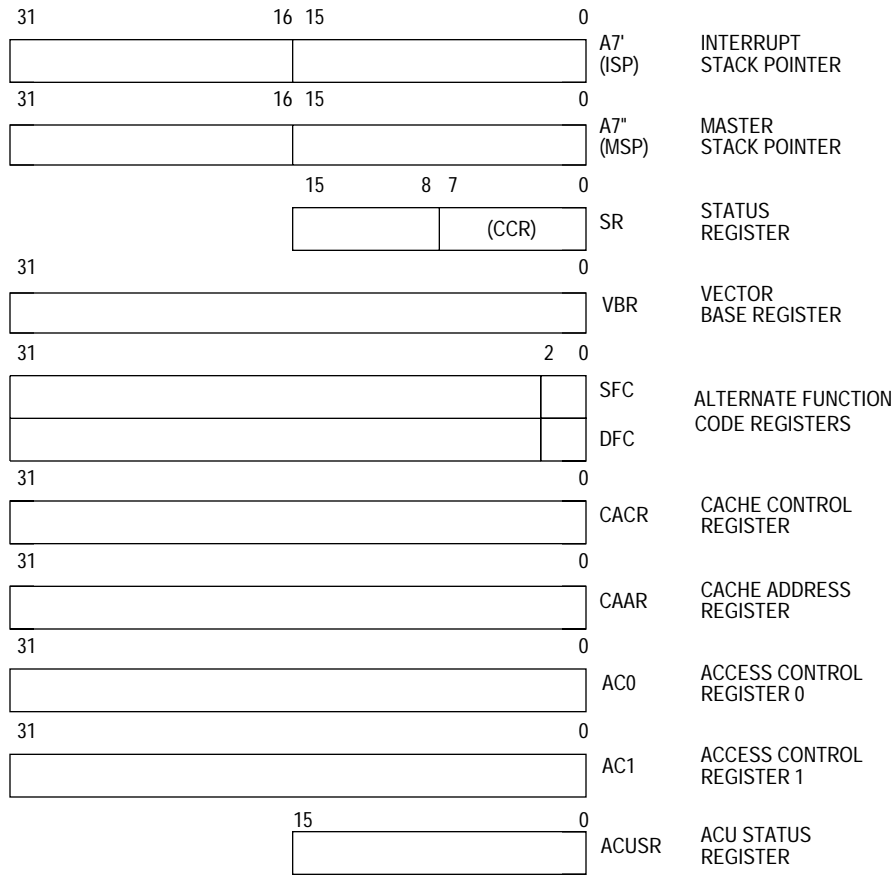 31 16 15 0
A7' INTERRUPT
(ISP) STACK POINTER
31 16 15 0
A7" MASTER
(MSP) STACK POINTER
15 8 7 0
(CCR) SR STATUS
REGISTER
31 0
VBR VECTOR
BASE REGISTER
31 2 0
SFC
ALTERNATE FUNCTION
CODE REGISTERS
DFC
31 0
CACR CACHE CONTROL
REGISTER
31 0
CAAR CACHE ADDRESS
REGISTER
31 0
AC0 ACCESS CONTROL
REGISTER 0
31 0
AC1 ACCESS CONTROL
REGISTER 1
15 0
ACUSR ACU STATUS
REGISTER